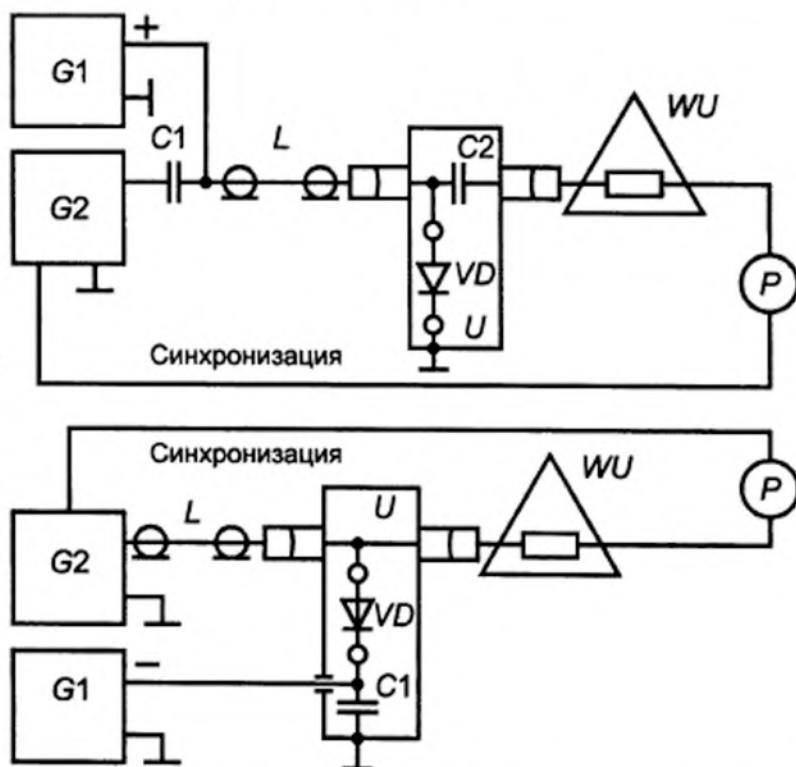 G1
+
G2
C1
L
C2
WU
VD
U
P
Синхронизация
Синхронизация
G2
L
U
WU
P
VD
G1
−
C1